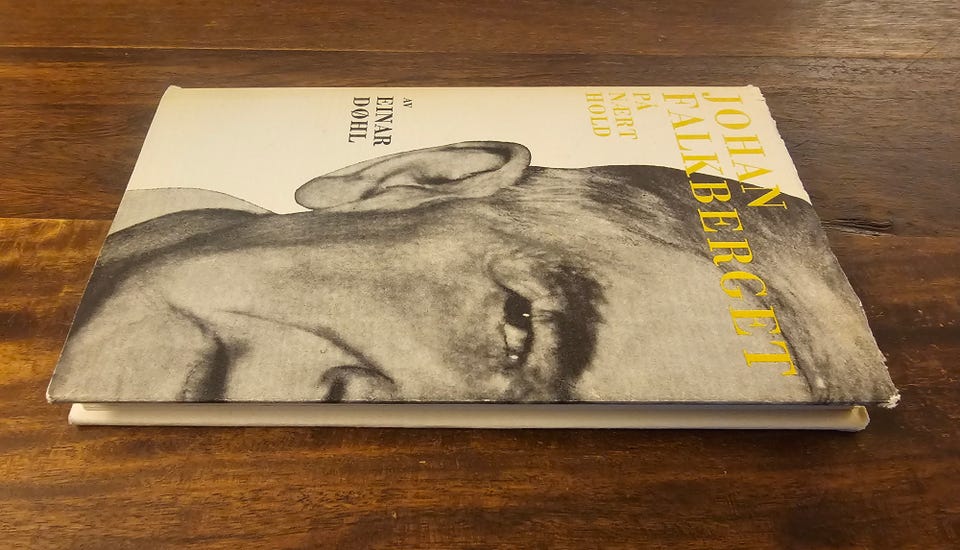 JOHAN
FALKBERGET
PÅ
NÆRT
HOLD
AV
EINAR
DØHL